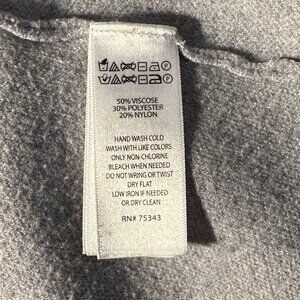 50% VISCOSE
30% POLYESTER
20% NYLON
HAND WASH COLD
WASH WITH LIKE COLORS
ONLY NON-CHLORINE
BLEACH WHEN NEEDED
DO NOT WRING OR TWIST
DRY FLAT
LOW IRON IF NEEDED
OR DRY CLEAN
RN# 75343